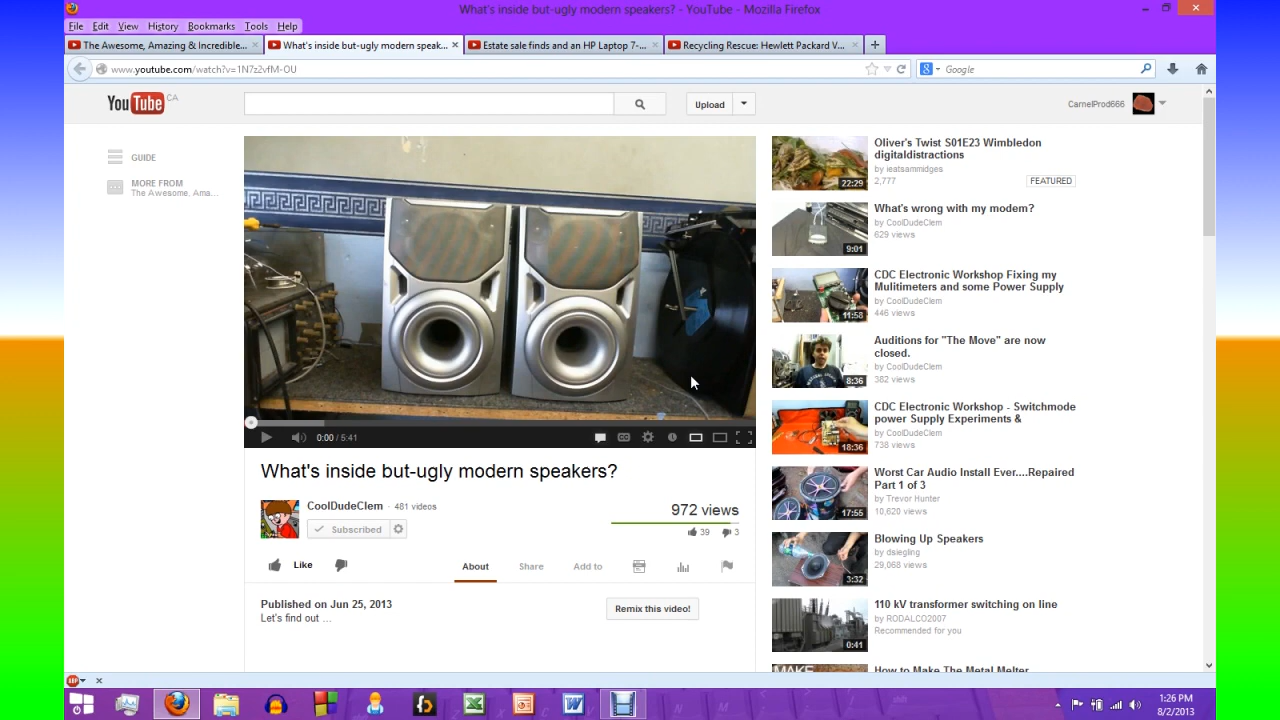 What's inside but-ugly modern speakers? - YouTube - Mozilla Firefox
File Edit View History Bookmarks Tools Help
The Awesome, Amazing & Incredible...
What's inside but-ugly modern speak...
Estate sale finds and an HP Laptop 7-...
Recycling Rescue: Hewlett Packard V...
www.youtube.com/watch?v=1N7z2vfM-OU
Google
YouTube CA
Upload
CarnelProd666
GUIDE
MORE FROM
The Awesome, Ama...
0:00 / 5:41
What's inside but-ugly modern speakers?
CoolDudeClem · 481 videos
Subscribed
972 views
39 3
Like
About Share Add to
Published on Jun 25, 2013
Let's find out ...
Remix this video!
Oliver's Twist S01E23 Wimbledon
digitaldistractions
by ieatsammidges
2,777
FEATURED
22:29
What's wrong with my modem?
by CoolDudeClem
629 views
9:01
CDC Electronic Workshop Fixing my
Mulitimeters and some Power Supply
by CoolDudeClem
446 views
11:58
Auditions for "The Move" are now
closed.
by CoolDudeClem
382 views
8:36
CDC Electronic Workshop - Switchmode
power Supply Experiments &
by CoolDudeClem
738 views
18:36
Worst Car Audio Install Ever....Repaired
Part 1 of 3
by Trevor Hunter
10,620 views
17:55
Blowing Up Speakers
by dsiegling
29,068 views
3:32
110 kV transformer switching on line
by RODALCO2007
Recommended for you
0:41
How to Make The Metal Melter
MAKE
ABP
1:26 PM
8/2/2013